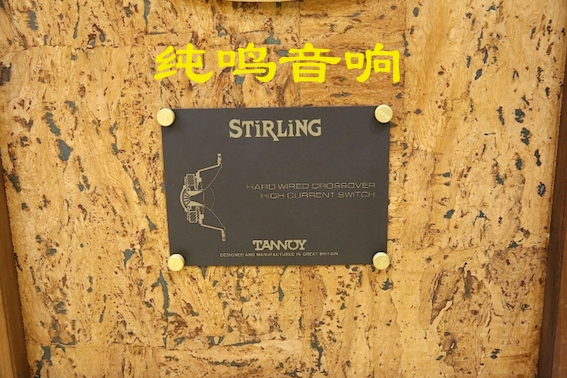 纯鸣音响
STiRLiNG
HARD WIRED CROSSOVER
HIGH CURRENT SWITCH
TANNOY
DESIGNED AND MANUFACTURED IN GREAT BRITAIN